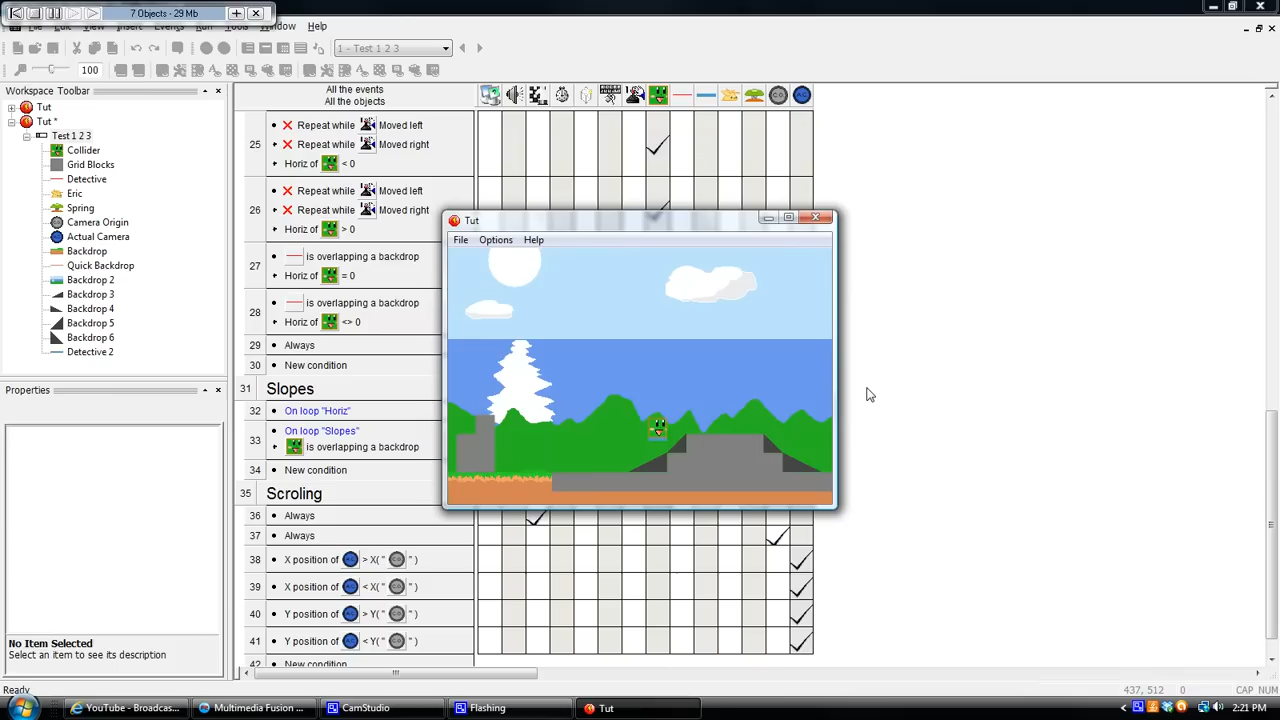 7 Objects - 29 Mb
Insert Events Run Tools Window Help
1 - Test 1 2 3
100
Workspace Toolbar
Tut
Tut *
Test 1 2 3
Collider
Grid Blocks
Detective
Eric
Spring
Camera Origin
Actual Camera
Backdrop
Quick Backdrop
Backdrop 2
Backdrop 3
Backdrop 4
Backdrop 5
Backdrop 6
Detective 2
Properties
No Item Selected
Select an item to see its description
All the events
All the objects
25
Repeat while Moved left
Repeat while Moved right
Horiz of < 0
26
Repeat while Moved left
Repeat while Moved right
Horiz of > 0
27
is overlapping a backdrop
Horiz of = 0
28
is overlapping a backdrop
Horiz of <> 0
29 Always
30 New condition
31 Slopes
32 On loop "Horiz"
33 On loop "Slopes"
is overlapping a backdrop
34 New condition
35 Scroling
36 Always
37 Always
38 X position of > X( " " )
39 X position of < X( " " )
40 Y position of > Y( " " )
41 Y position of < Y( " " )
42 New condition
Tut
File Options Help
Ready
437, 512 0 CAP NUM
YouTube - Broadcas...
Multimedia Fusion ...
CamStudio
Flashing
Tut
2:21 PM